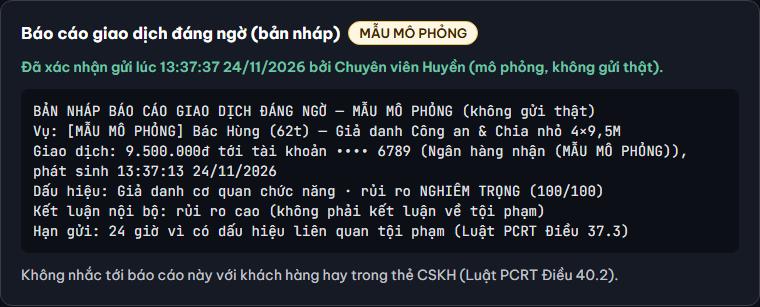 Báo cáo giao dịch đáng ngờ (bản nháp) MẪU MÔ PHỎNG
Đã xác nhận gửi lúc 13:37:37 24/11/2026 bởi Chuyên viên Huyền (mô phỏng, không gửi thật).
BẢN NHÁP BÁO CÁO GIAO DỊCH ĐÁNG NGỜ — MẪU MÔ PHỎNG (không gửi thật)
Vụ: [MẪU MÔ PHỎNG] Bác Hùng (62t) — Giả danh Công an & Chia nhỏ 4×9,5M
Giao dịch: 9.500.000đ tới tài khoản •••• 6789 (Ngân hàng nhận (MẪU MÔ PHỎNG)),
phát sinh 13:37:13 24/11/2026
Dấu hiệu: Giả danh cơ quan chức năng · rủi ro NGHIÊM TRỌNG (100/100)
Kết luận nội bộ: rủi ro cao (không phải kết luận về tội phạm)
Hạn gửi: 24 giờ vì có dấu hiệu liên quan tội phạm (Luật PCRT Điều 37.3)
Không nhắc tới báo cáo này với khách hàng hay trong thẻ CSKH (Luật PCRT Điều 40.2).